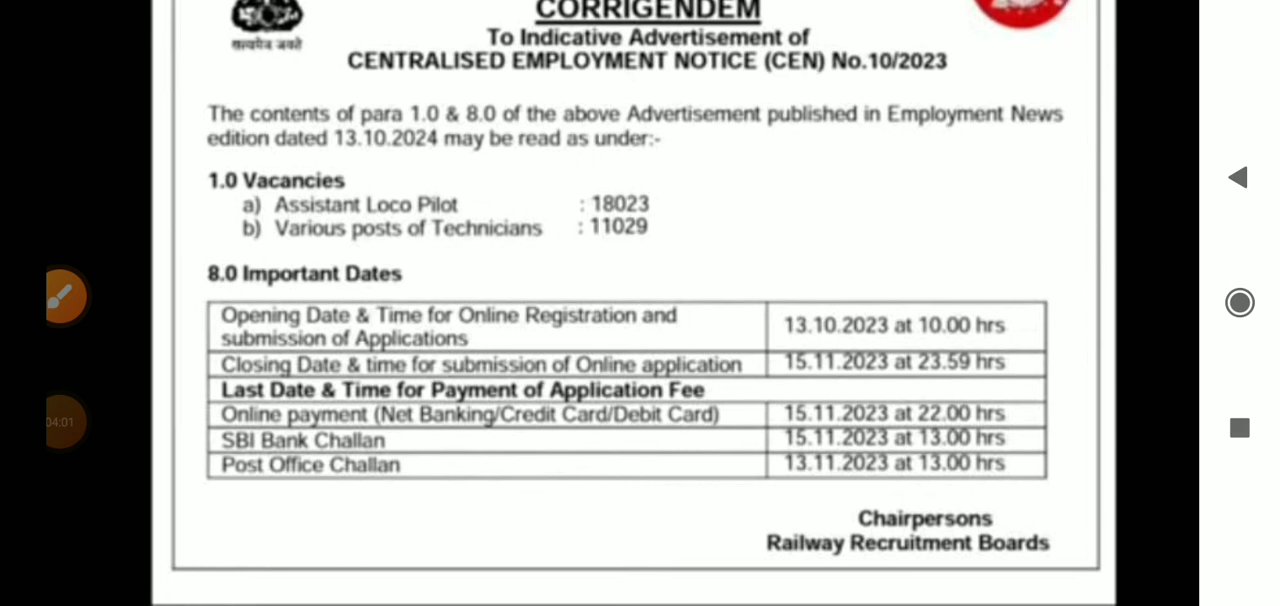 CORRIGENDEM
सत्यमेव जयते
To Indicative Advertisement of
CENTRALISED EMPLOYMENT NOTICE (CEN) No.10/2023
The contents of para 1.0 & 8.0 of the above Advertisement published in Employment News
edition dated 13.10.2024 may be read as under:-
1.0 Vacancies
a) Assistant Loco Pilot : 18023
b) Various posts of Technicians : 11029
8.0 Important Dates
Opening Date & Time for Online Registration and
submission of Applications 13.10.2023 at 10.00 hrs
Closing Date & time for submission of Online application 15.11.2023 at 23.59 hrs
Last Date & Time for Payment of Application Fee
Online payment (Net Banking/Credit Card/Debit Card) 15.11.2023 at 22.00 hrs
SBI Bank Challan 15.11.2023 at 13.00 hrs
Post Office Challan 13.11.2023 at 13.00 hrs
Chairpersons
Railway Recruitment Boards
04:01